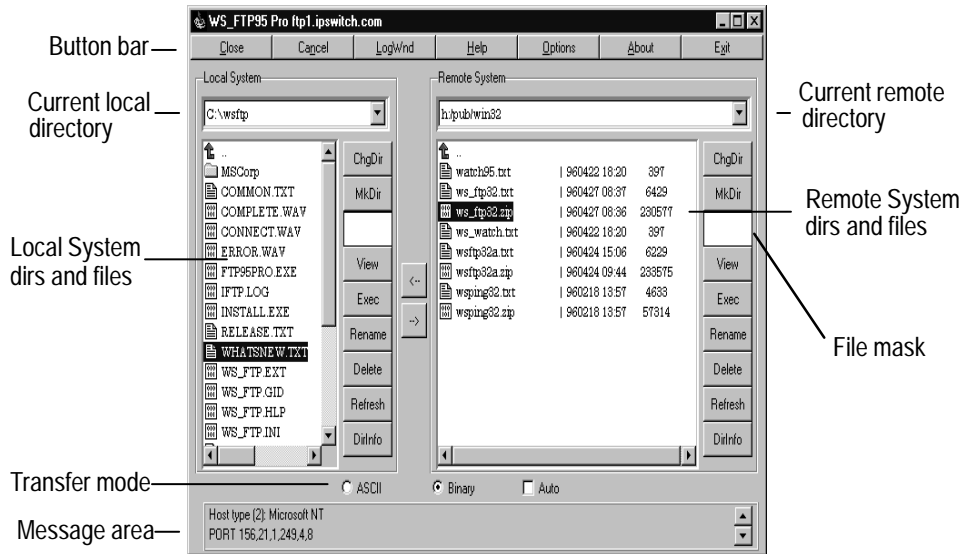 WS_FTP95 Pro ftp1.ipswitch.com
Button bar
Close Cancel LogWnd Help Options About Exit
Local System
Remote System
Current local
directory
C:\wsftp
h:/pub/win32
Current remote
directory
..
MSCorp
COMMON.TXT
COMPLETE.WAV
CONNECT.WAV
ERROR.WAV
FTP95PRO.EXE
IFTP.LOG
INSTALL.EXE
RELEASE.TXT
WHATSNEW.TXT
WS_FTP.EXT
WS_FTP.GID
WS_FTP.HLP
WS_FTP.INI
Local System
dirs and files
ChgDir
MkDir
View
Exec
Rename
Delete
Refresh
DirInfo
<--
-->
..
watch95.txt | 960422 18:20 397
ws_ftp32.txt | 960427 08:37 6429
ws_ftp32.zip | 960427 08:36 230577
ws_watch.txt | 960422 18:20 397
wsftp32a.txt | 960424 15:06 6229
wsftp32a.zip | 960424 09:44 233575
wsping32.txt | 960218 13:57 4633
wsping32.zip | 960218 13:57 57314
ChgDir
MkDir
View
Exec
Rename
Delete
Refresh
DirInfo
Remote System
dirs and files
File mask
Transfer mode
ASCII Binary Auto
Message area
Host type (2): Microsoft NT
PORT 156,21,1,249,4,8